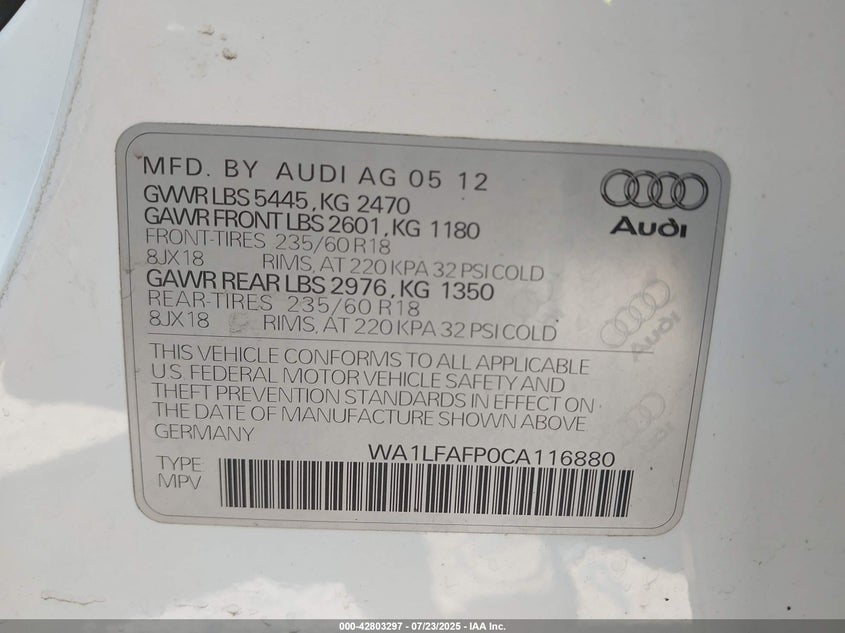 MFD. BY AUDI AG 05 12
Audi
GVWR LBS 5445, KG 2470
GAWR FRONT LBS 2601, KG 1180
FRONT-TIRES 235/60 R18
8JX18 RIMS, AT 220 KPA 32 PSI COLD
GAWR REAR LBS 2976, KG 1350
REAR-TIRES 235/60 R18
8JX18 RIMS, AT 220 KPA 32 PSI COLD
Audi
THIS VEHICLE CONFORMS TO ALL APPLICABLE
U.S. FEDERAL MOTOR VEHICLE SAFETY AND
THEFT PREVENTION STANDARDS IN EFFECT ON
THE DATE OF MANUFACTURE SHOWN ABOVE
Audi
GERMANY
WA1LFAFP0CA116880
TYPE
MPV
000-42803297 - 07/23/2025 - IAA Inc.